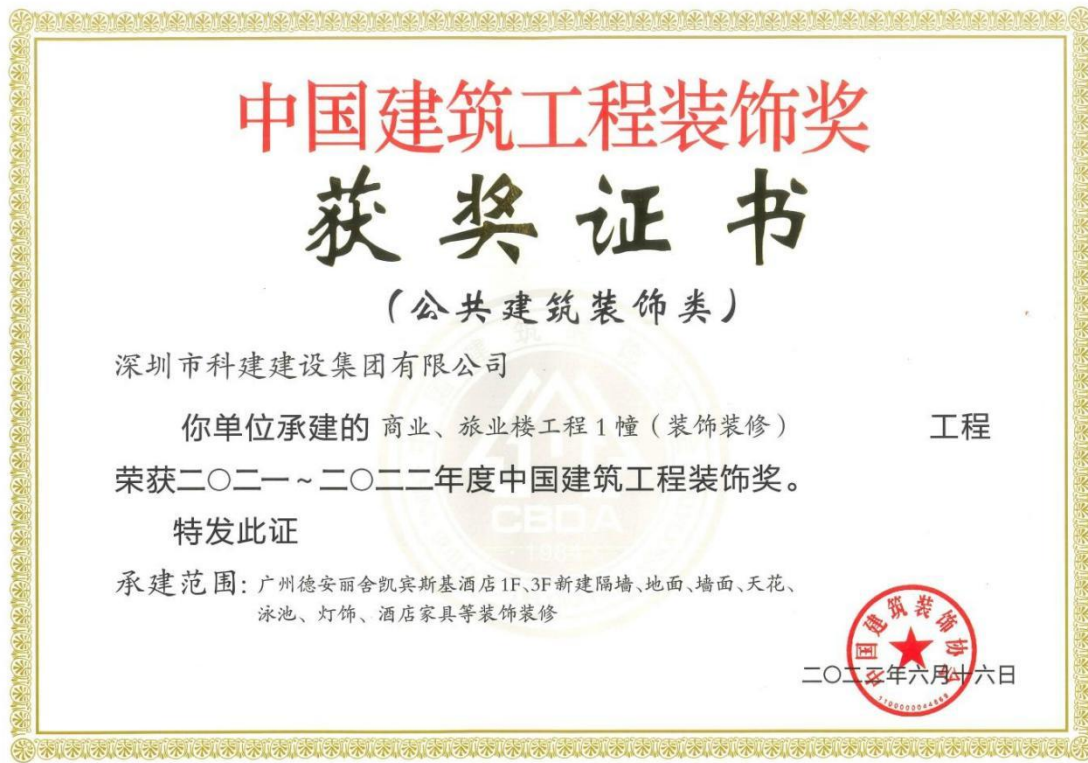 中国建筑工程装饰奖
获奖证书
(公共建筑装饰类)
深圳市科建建设集团有限公司
你单位承建的 商业、旅业楼工程1幢(装饰装修) 工程
荣获二〇二一~二〇二二年度中国建筑工程装饰奖。
特发此证
承建范围:广州德安丽舍凯宾斯基酒店1F、3F新建隔墙、地面、墙面、天花、
泳池、灯饰、酒店家具等装饰装修
CBDA
中国建筑装饰协会
年六月十六日